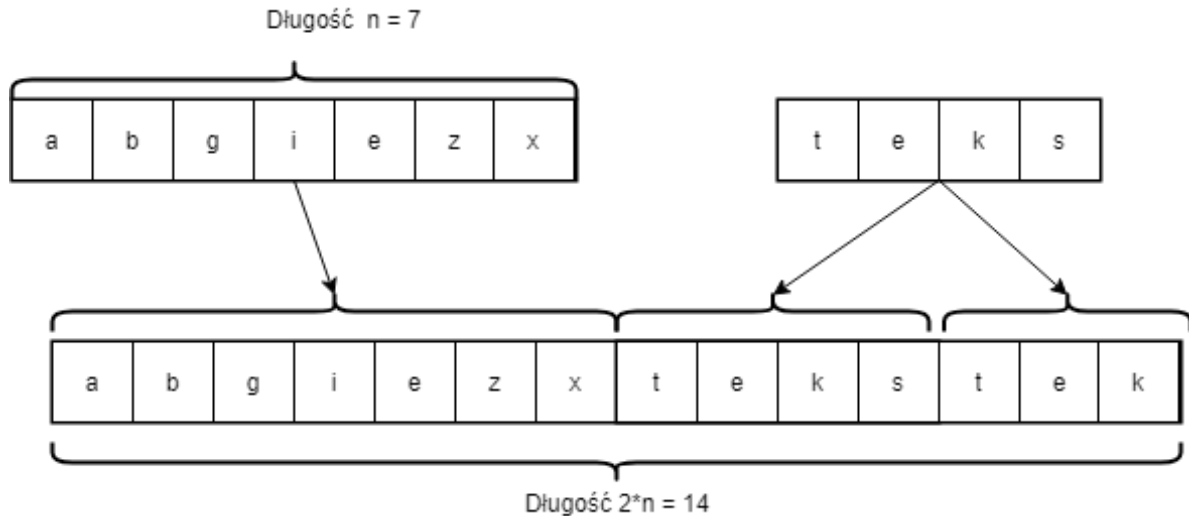 Długość n = 7
a b g i e z x
t e k s
a b g i e z x t e k s t e k
Długość 2*n = 14